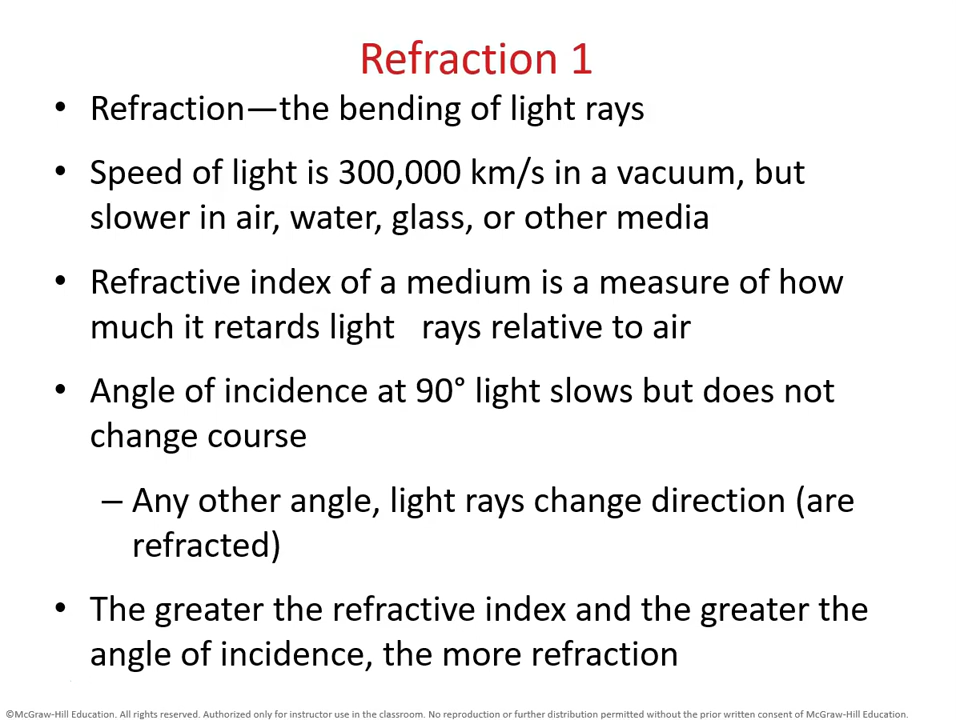 Refraction 1
• Refraction—the bending of light rays
• Speed of light is 300,000 km/s in a vacuum, but
slower in air, water, glass, or other media
• Refractive index of a medium is a measure of how
much it retards light   rays relative to air
• Angle of incidence at 90° light slows but does not
change course
– Any other angle, light rays change direction (are
refracted)
• The greater the refractive index and the greater the
angle of incidence, the more refraction
©McGraw-Hill Education. All rights reserved. Authorized only for instructor use in the classroom. No reproduction or further distribution permitted without the prior written consent of McGraw-Hill Education.